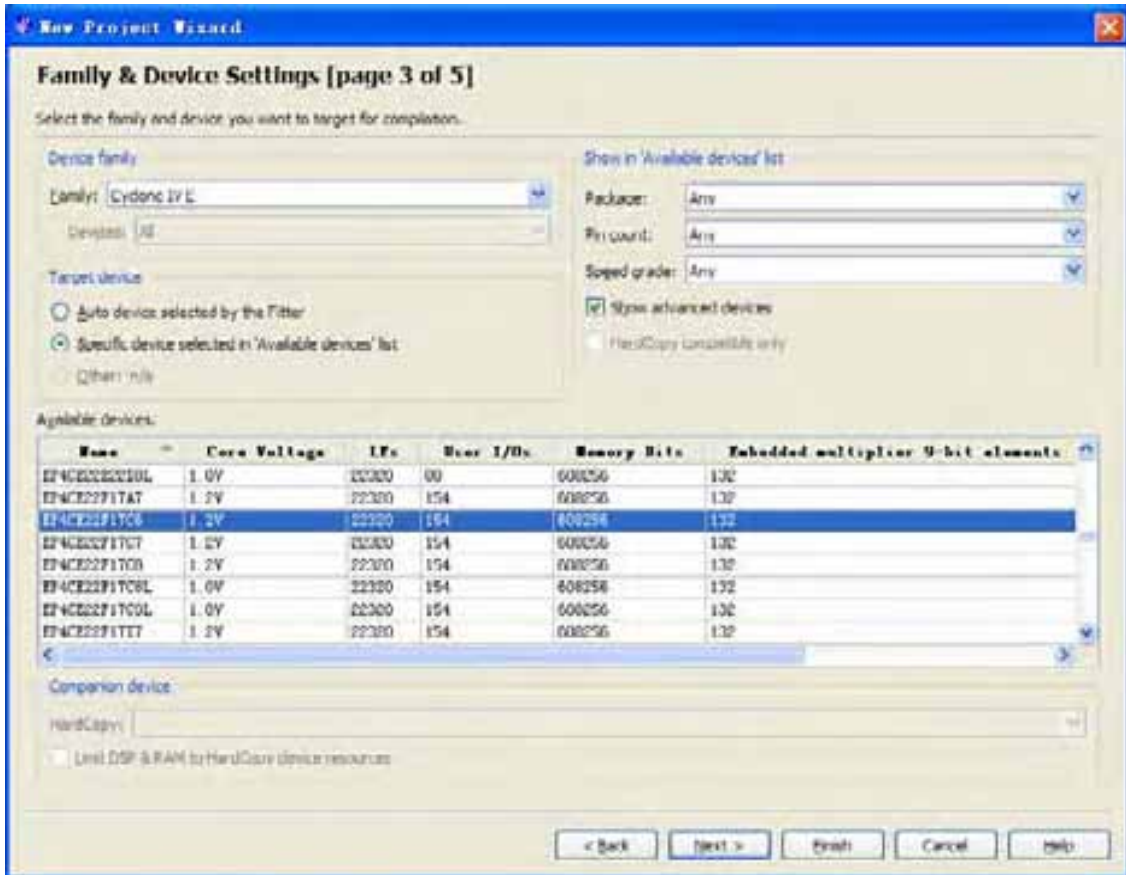 New Project Wizard
Family & Device Settings [page 3 of 5]
Select the family and device you want to target for compilation.
Device family
Family: Cyclone IV E
Devices: All
Target device
Auto device selected by the Fitter
Specific device selected in 'Available devices' list
Other: n/a
Show in 'Available devices' list
Package: Any
Pin count: Any
Speed grade: Any
Show advanced devices
HardCopy compatible only
Available devices:
Name Core Voltage LEs User I/Os Memory Bits Embedded multiplier 9-bit elements
1.0V 22320 608256 132
EP4CE22F17A7 1.2V 22320 154 608256 132
EP4CE22F17C6 1.2V 22320 154 608256 132
EP4CE22F17C7 1.2V 22320 154 608256 132
EP4CE22F17C8 1.2V 22320 154 608256 132
EP4CE22F17C8L 1.0V 22320 154 608256 132
EP4CE22F17C9L 1.0V 22320 154 608256 132
EP4CE22F17I7 1.2V 22320 154 608256 132
Companion device
HardCopy:
Limit DSP & RAM to HardCopy device resources
< Back Next > Finish Cancel Help